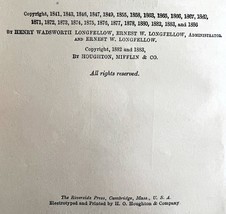 Copyright, 1841, 1843, 1846, 1847, 1849, 1855, 1858, 1863, 1865, 1866, 1867, 1869,
1871, 1872, 1873, 1874, 1875, 1876, 1877, 1878, 1880, 1882, 1883, and 1886
By HENRY WADSWORTH LONGFELLOW, ERNEST W. LONGFELLOW, ADMINISTRATOR
AND ERNEST W. LONGFELLOW.
Copyright, 1882 and 1883,
By HOUGHTON, MIFFLIN & CO.
All rights reserved.
The Riverside Press, Cambridge, Mass., U. S. A.
Electrotyped and Printed by H. O. Houghton & Company